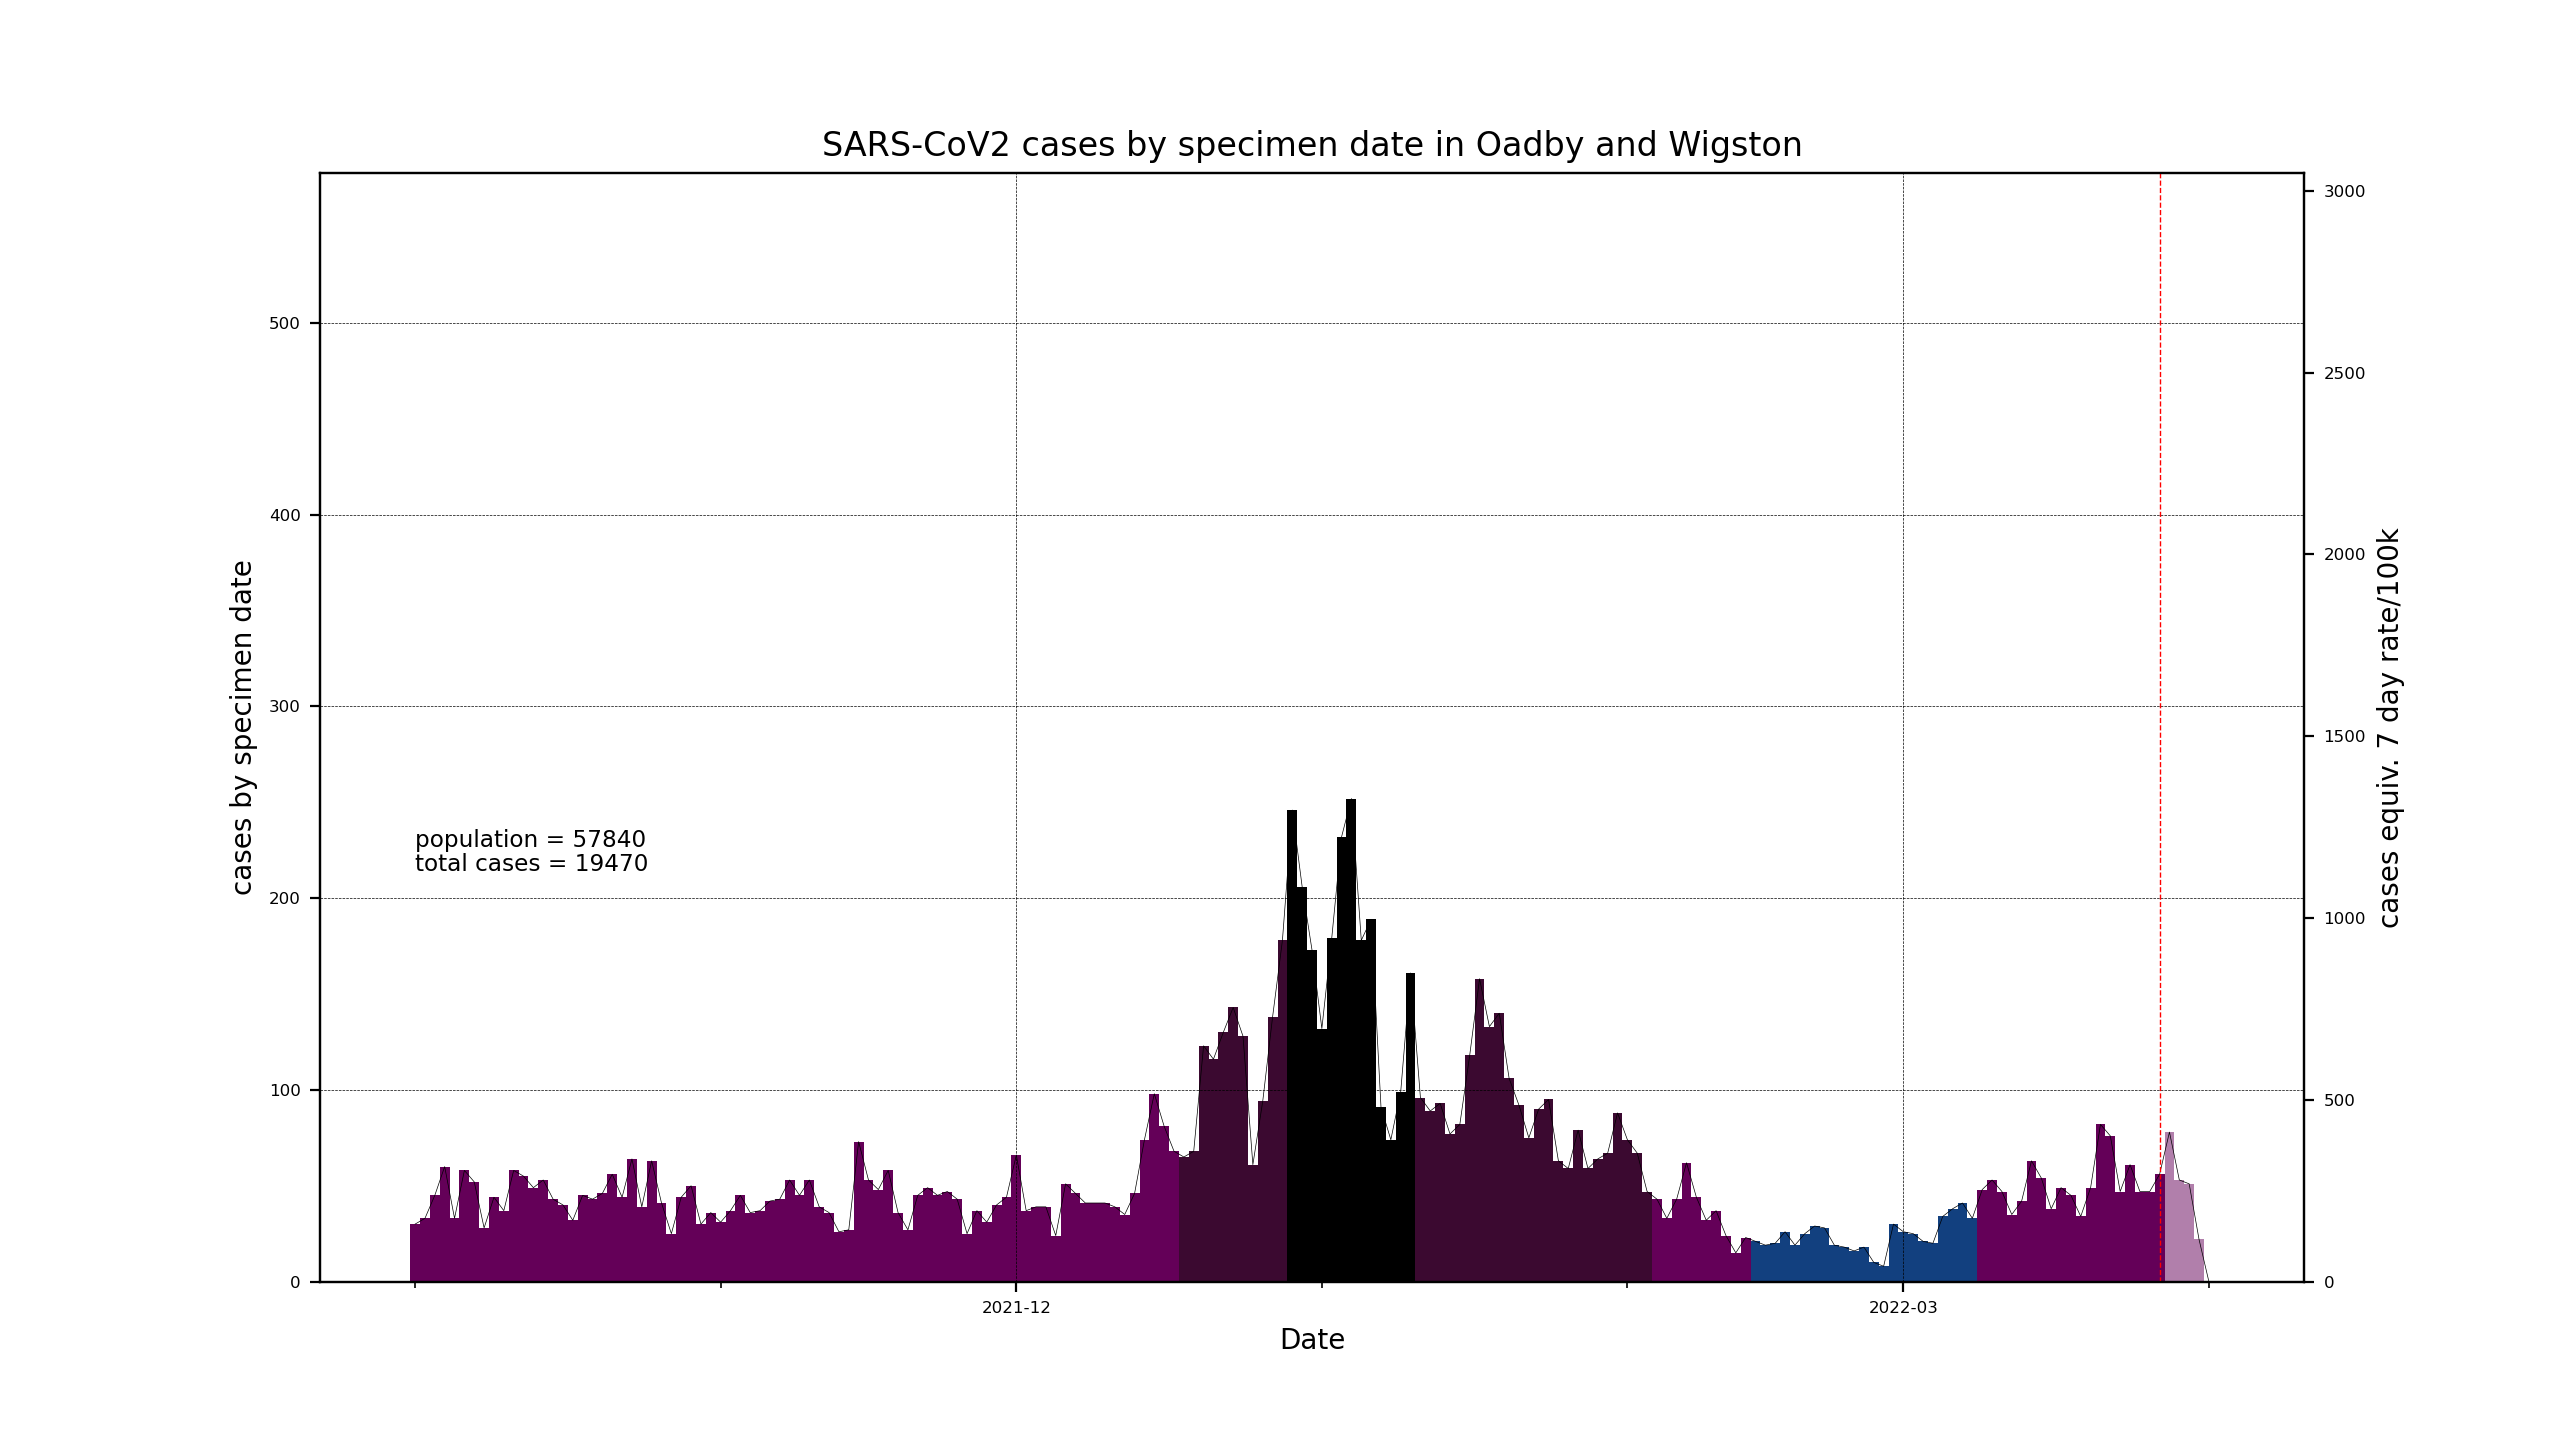 SARS-CoV2 cases by specimen date in Oadby and Wigston
cases by specimen date
500
400
300
200
100
0
population = 57840
total cases = 19470
3000
2500
2000
1500
1000
500
0
cases equiv. 7 day rate/100k
2021-12
2022-03
Date